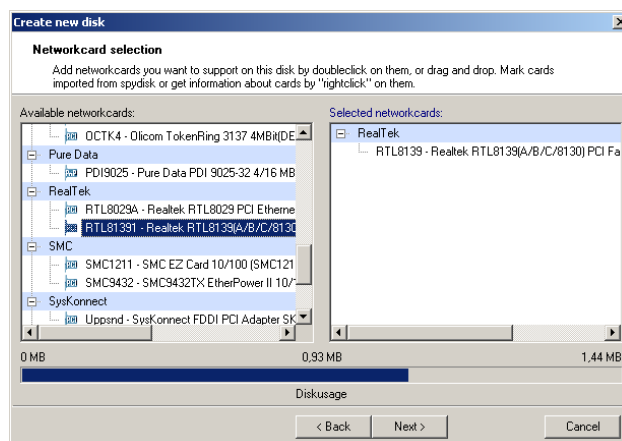 Create new disk
Networkcard selection
Add networkcards you want to support on this disk by doubleclick on them, or drag and drop. Mark cards
imported from spydisk or get information about cards by "rightclick" on them.
Available networkcards:
OCTK4 - Olicom TokenRing 3137 4MBit(DE
Pure Data
PDI9025 - Pure Data PDI 9025-32 4/16 MB
RealTek
RTL8029A - Realtek RTL8029 PCI Etherne
RTL81391 - Realtek RTL8139(A/B/C/8130
SMC
SMC1211 - SMC EZ Card 10/100 (SMC121
SMC9432 - SMC9432TX EtherPower II 10/1
SysKonnect
Uppsnd - SysKonnect FDDI PCI Adapter SK
Selected networkcards:
RealTek
RTL8139 - Realtek RTL8139(A/B/C/8130) PCI Fa
0 MB 0,93 MB 1,44 MB
Diskusage
< Back Next > Cancel